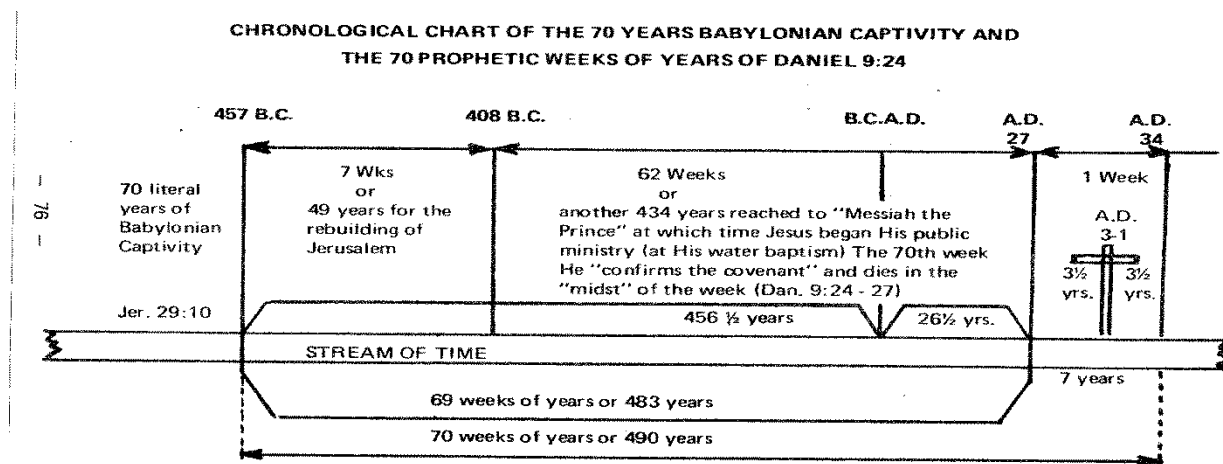 CHRONOLOGICAL CHART OF THE 70 YEARS BABYLONIAN CAPTIVITY AND
THE 70 PROPHETIC WEEKS OF YEARS OF DANIEL 9:24
457 B.C.
408 B.C.
B.C.A.D.
A.D.
27
A.D.
34
— 76 —
70 literal
years of
Babylonian
Captivity
Jer. 29:10
7 Wks
or
49 years for the
rebuilding of
Jerusalem
62 Weeks
or
another 434 years reached to "Messiah the
Prince" at which time Jesus began His public
ministry (at His water baptism) The 70th week
He "confirms the covenant" and dies in the
"midst" of the week (Dan. 9:24 - 27)
1 Week
A.D.
3-1
3½
yrs.
3½
yrs.
456 ½ years
26½ yrs.
STREAM OF TIME
7 years
69 weeks of years or 483 years
70 weeks of years or 490 years